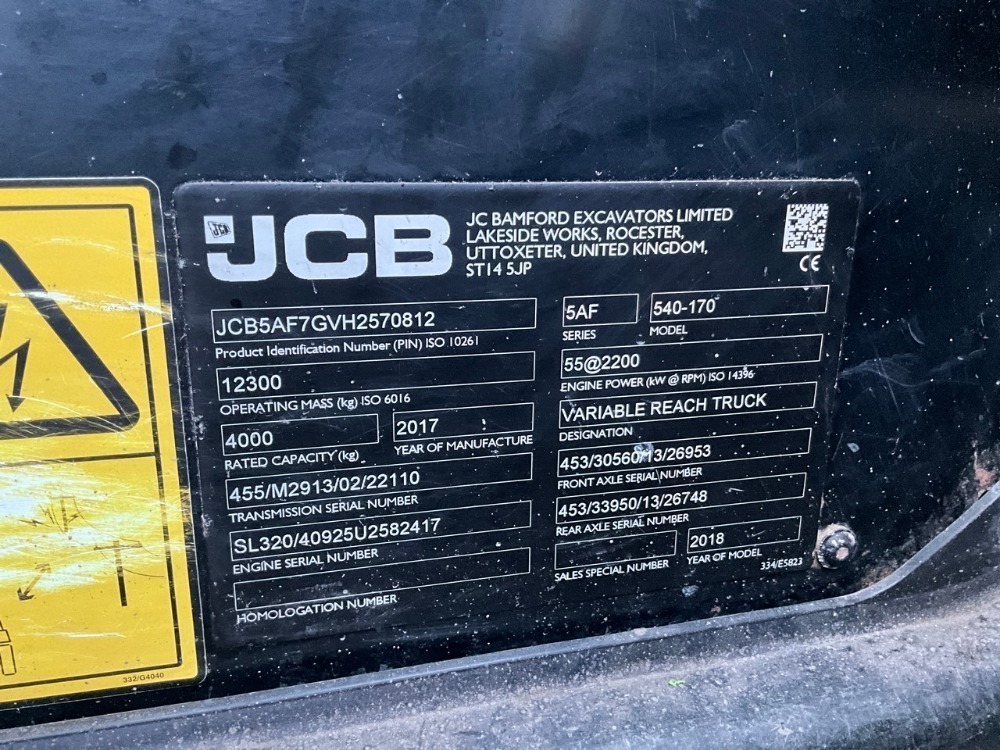 JCB
JC BAMFORD EXCAVATORS LIMITED
LAKESIDE WORKS, ROCESTER,
UTTOXETER, UNITED KINGDOM,
ST14 5JP
CE
JCB5AF7GVH2570812
Product Identification Number (PIN) ISO 10261
12300
OPERATING MASS (kg) ISO 6016
4000
RATED CAPACITY (kg)
2017
YEAR OF MANUFACTURE
455/M2913/02/22110
TRANSMISSION SERIAL NUMBER
SL320/40925U2582417
ENGINE SERIAL NUMBER
HOMOLOGATION NUMBER
5AF
SERIES
540-170
MODEL
55@2200
ENGINE POWER (kW @ RPM) ISO 14396
VARIABLE REACH TRUCK
DESIGNATION
453/30560/13/26953
FRONT AXLE SERIAL NUMBER
453/33950/13/26748
REAR AXLE SERIAL NUMBER
SALES SPECIAL NUMBER
2018
YEAR OF MODEL
334/E5823
332/G4040